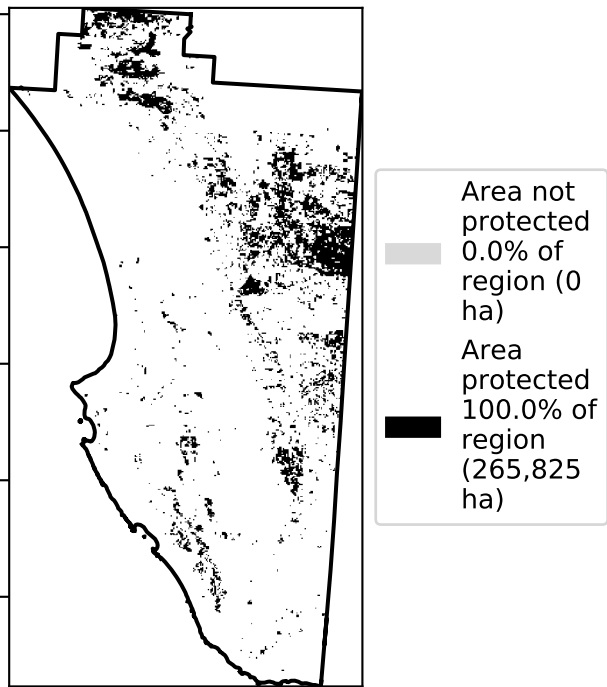 Area not
protected
0.0% of
region (0
ha)
Area
protected
100.0% of
region
(265,825
ha)